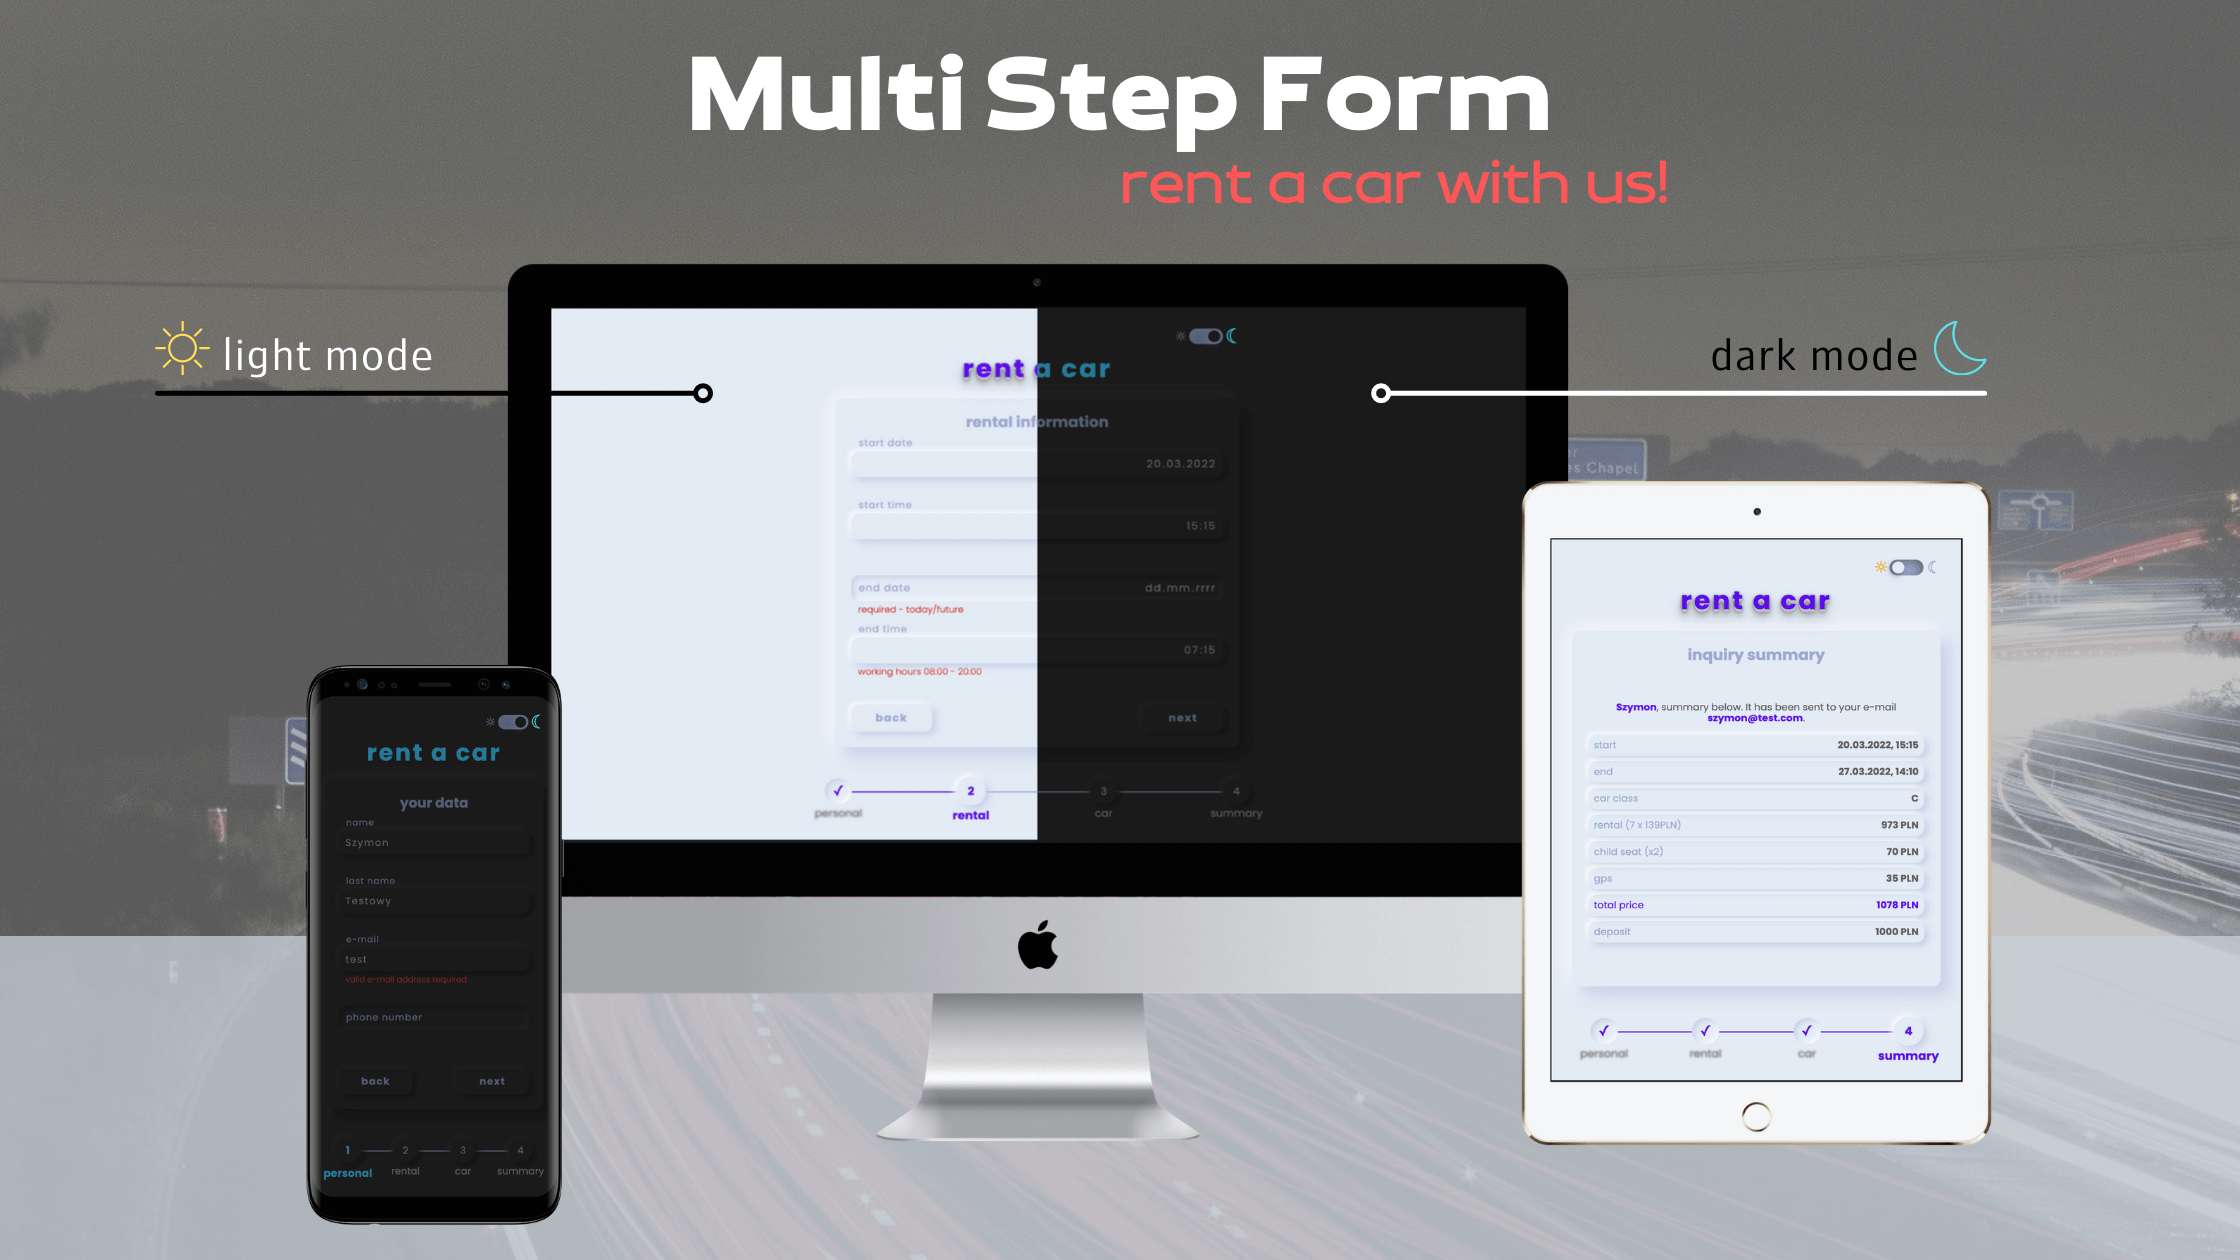 Multi Step Form
rent a car with us!
light mode
dark mode
rent a car
rental information
start date
20.03.2022
start time
15:15
end date
dd.mm.rrrr
required - today/future
end time
07:15
working hours 08:00 - 20:00
back
next
✓
2
3
4
personal
rental
car
summary
s Chapel
rent a car
your data
name
Szymon
last name
Testowy
e-mail
test
valid e-mail address required
phone number
back
next
1
2
3
4
personal
rental
car
summary
rent a car
inquiry summary
Szymon, summary below. It has been sent to your e-mail
szymon@test.com.
start 20.03.2022, 15:15
end 27.03.2022, 14:10
car class C
rental (7 x 139PLN) 973 PLN
child seat (x2) 70 PLN
gps 35 PLN
total price 1078 PLN
deposit 1000 PLN
✓
✓
✓
4
personal
rental
car
summary